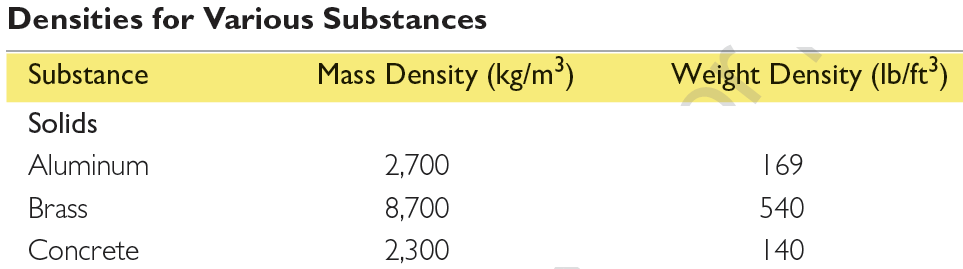 Densities for Various Substances
Substance Mass Density (kg/m³) Weight Density (lb/ft³)
Solids
Aluminum 2,700 169
Brass 8,700 540
Concrete 2,300 140